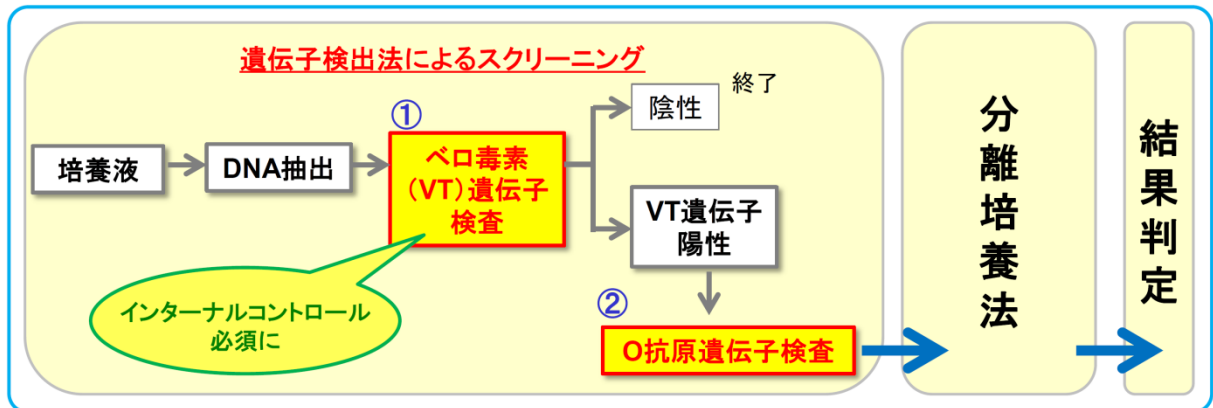 遺伝子検出法によるスクリーニング
培養液
DNA抽出
①
ベロ毒素
(VT)遺伝子
検査
インターナルコントロール
必須に
陰性
終了
VT遺伝子
陽性
②
O抗原遺伝子検査
分離培養法
結果判定